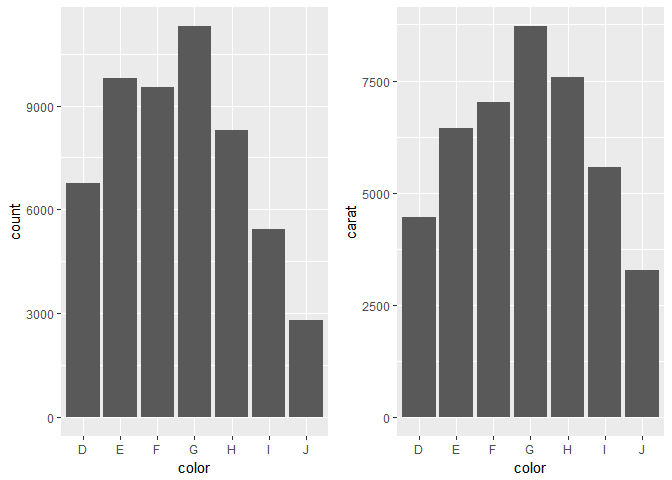 count
9000
6000
3000
0
D E F G H I J
color
carat
7500
5000
2500
0
D E F G H I J
color